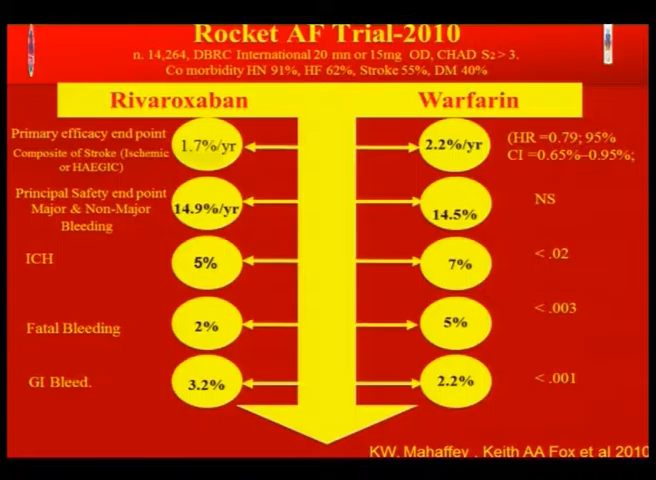 Rocket AF Trial-2010
n. 14,264, DBRC International 20 mn or 15mg OD, CHAD S₂ > 3.
Co morbidity HN 91%, HF 62%, Stroke 55%, DM 40%
Rivaroxaban Warfarin
Primary efficacy end point
Composite of Stroke (Ischemic
or HAEGIC)
1.7%/yr 2.2%/yr
(HR =0.79; 95%
CI =0.65%–0.95%;
Principal Safety end point
Major & Non-Major
Bleeding
14.9%/yr 14.5% NS
ICH 5% 7% < .02
Fatal Bleeding 2% 5% < .003
GI Bleed. 3.2% 2.2% < .001
KW. Mahaffey , Keith AA Fox et al 2010